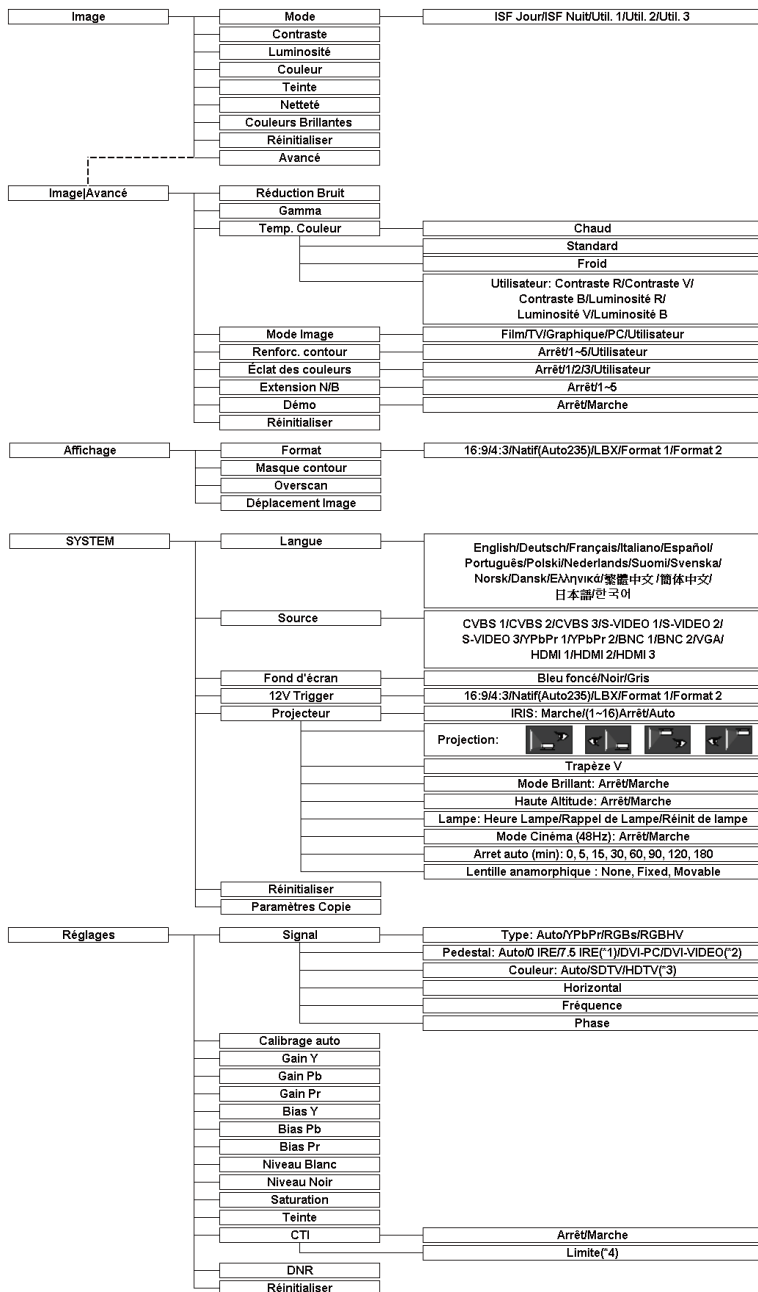 Image
Mode
ISF Jour/ISF Nuit/Util. 1/Util. 2/Util. 3
Contraste
Luminosité
Couleur
Teinte
Netteté
Couleurs Brillantes
Réinitialiser
Avancé
Image|Avancé
Réduction Bruit
Gamma
Temp. Couleur
Chaud
Standard
Froid
Utilisateur: Contraste R/Contraste V/
Contraste B/Luminosité R/
Luminosité V/Luminosité B
Mode Image
Film/TV/Graphique/PC/Utilisateur
Renforc. contour
Arrêt/1~5/Utilisateur
Éclat des couleurs
Arrêt/1/2/3/Utilisateur
Extension N/B
Arrêt/1~5
Démo
Arrêt/Marche
Réinitialiser
Affichage
Format
16:9/4:3/Natif(Auto235)/LBX/Format 1/Format 2
Masque contour
Overscan
Déplacement Image
SYSTEM
Langue
English/Deutsch/Français/Italiano/Español/
Português/Polski/Nederlands/Suomi/Svenska/
Norsk/Dansk/Ελληνικά/繁體中文/簡体中文/
日本語/한국어
Source
CVBS 1/CVBS 2/CVBS 3/S-VIDEO 1/S-VIDEO 2/
S-VIDEO 3/YPbPr 1/YPbPr 2/BNC 1/BNC 2/VGA/
HDMI 1/HDMI 2/HDMI 3
Fond d'écran
Bleu foncé/Noir/Gris
12V Trigger
16:9/4:3/Natif(Auto235)/LBX/Format 1/Format 2
Projecteur
IRIS: Marche/(1~16)Arrêt/Auto
Projection:
Trapèze V
Mode Brillant: Arrêt/Marche
Haute Altitude: Arrêt/Marche
Lampe: Heure Lampe/Rappel de Lampe/Réinit de lampe
Mode Cinéma (48Hz): Arrêt/Marche
Arret auto (min): 0, 5, 15, 30, 60, 90, 120, 180
Lentille anamorphique : None, Fixed, Movable
Réinitialiser
Paramètres Copie
Réglages
Signal
Type: Auto/YPbPr/RGBs/RGBHV
Pedestal: Auto/0 IRE/7.5 IRE(*1)/DVI-PC/DVI-VIDEO(*2)
Couleur: Auto/SDTV/HDTV(*3)
Horizontal
Fréquence
Phase
Calibrage auto
Gain Y
Gain Pb
Gain Pr
Bias Y
Bias Pb
Bias Pr
Niveau Blanc
Niveau Noir
Saturation
Teinte
CTI
Arrêt/Marche
Limite(*4)
DNR
Réinitialiser